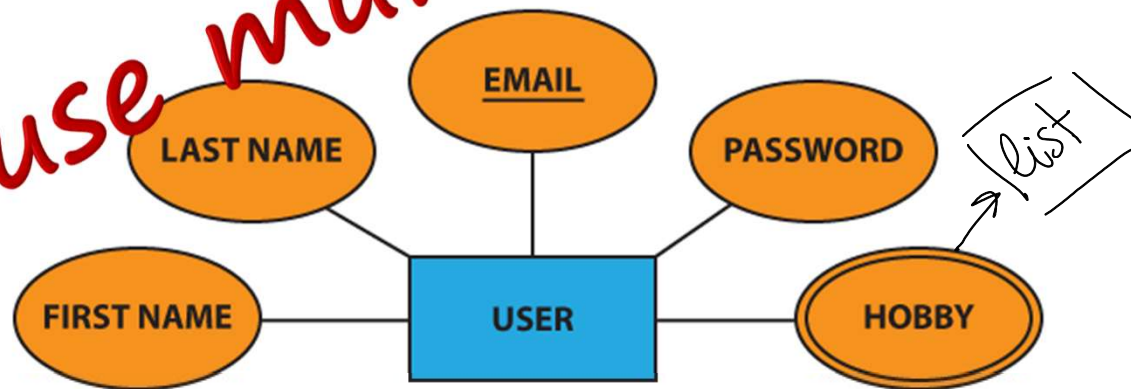 use
EMAIL
LAST NAME
PASSWORD
list
FIRST NAME
USER
HOBBY